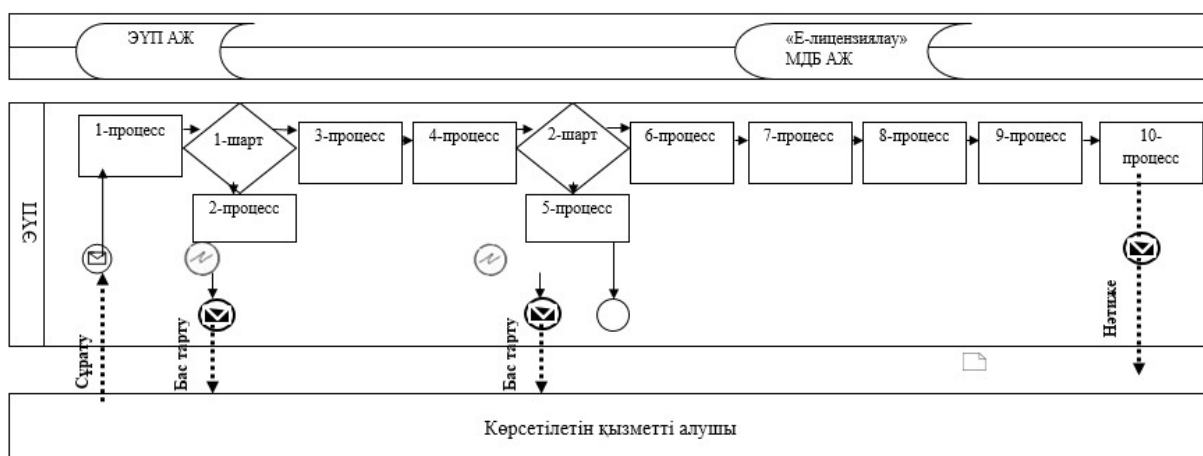 ЭҮП АЖ
«Е-лицензиялау»
МДБ АЖ
ЭҮП
1-процесс
1-шарт
3-процесс
4-процесс
2-шарт
6-процесс
7-процесс
8-процесс
9-процесс
10-
процесс
2-процесс
5-процесс
Сұрату
Бас тарту
Бас тарту
Нәтиже
Көрсетілетін қызметті алушы